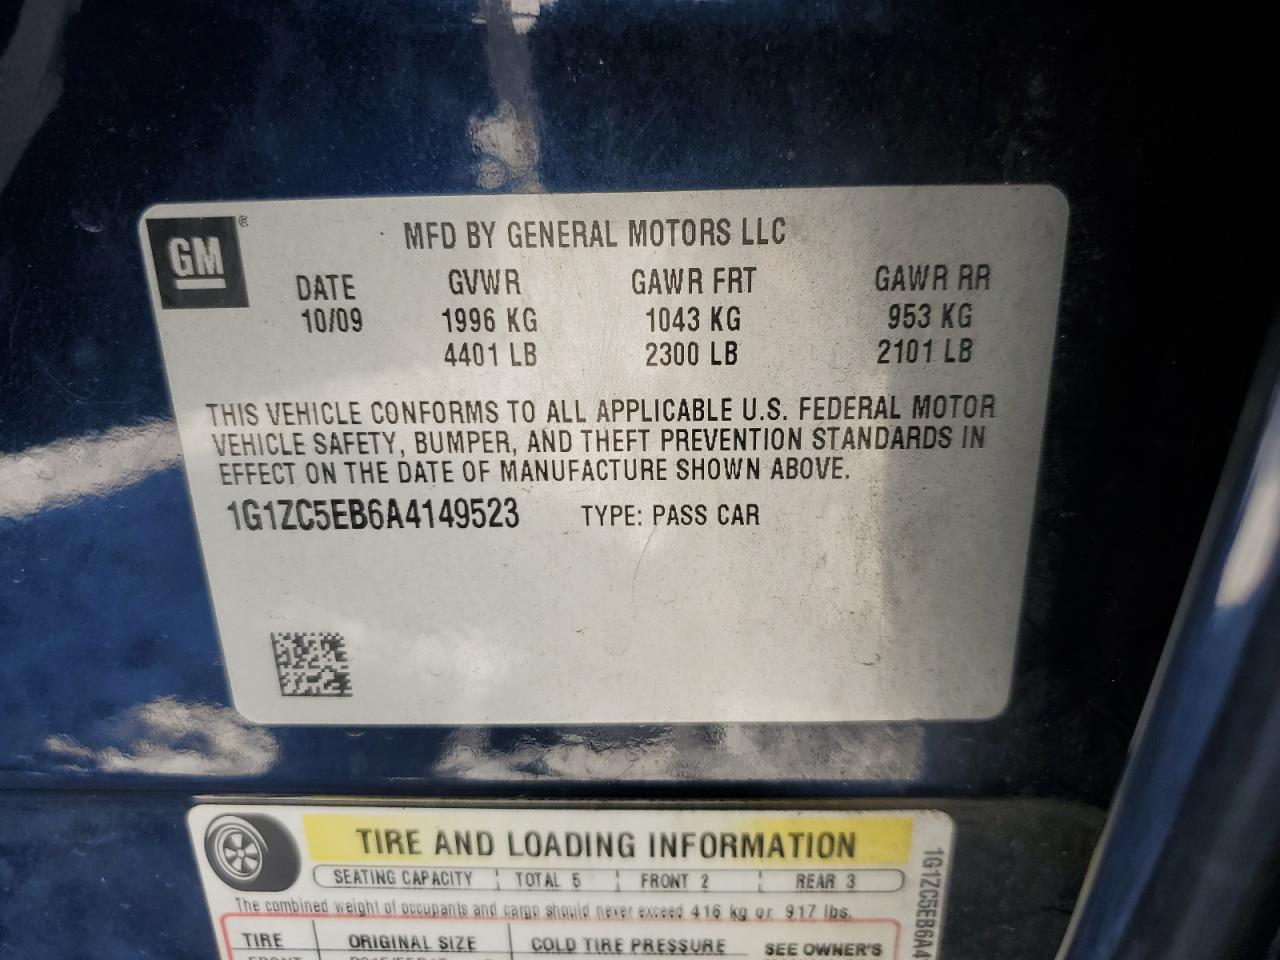 GM ®
MFD BY GENERAL MOTORS LLC
DATE GVWR GAWR FRT GAWR RR
10/09 1996 KG 1043 KG 953 KG
4401 LB 2300 LB 2101 LB
THIS VEHICLE CONFORMS TO ALL APPLICABLE U.S. FEDERAL MOTOR
VEHICLE SAFETY, BUMPER, AND THEFT PREVENTION STANDARDS IN
EFFECT ON THE DATE OF MANUFACTURE SHOWN ABOVE.
1G1ZC5EB6A4149523 TYPE: PASS CAR
TIRE AND LOADING INFORMATION
SEATING CAPACITY TOTAL 5 FRONT 2 REAR 3
The combined weight of occupants and cargo should never exceed 416 kg or 917 lbs.
TIRE ORIGINAL SIZE COLD TIRE PRESSURE SEE OWNER'S
1G1ZC5EB6A4